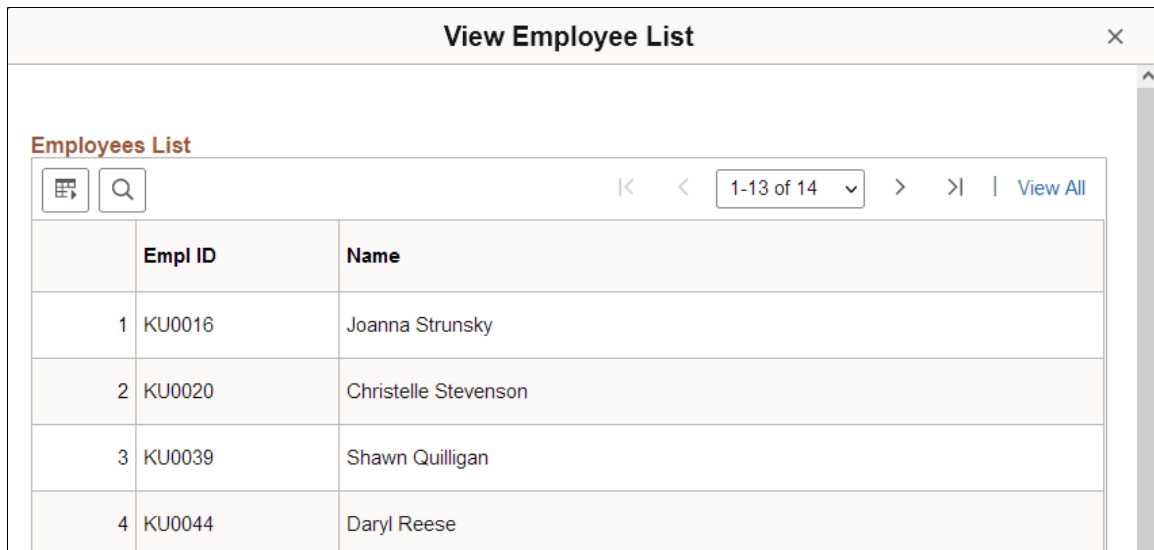 View Employee List
Employees List
1-13 of 14 | View All
Empl ID Name
1 KU0016 Joanna Strunsky
2 KU0020 Christelle Stevenson
3 KU0039 Shawn Quilligan
4 KU0044 Daryl Reese